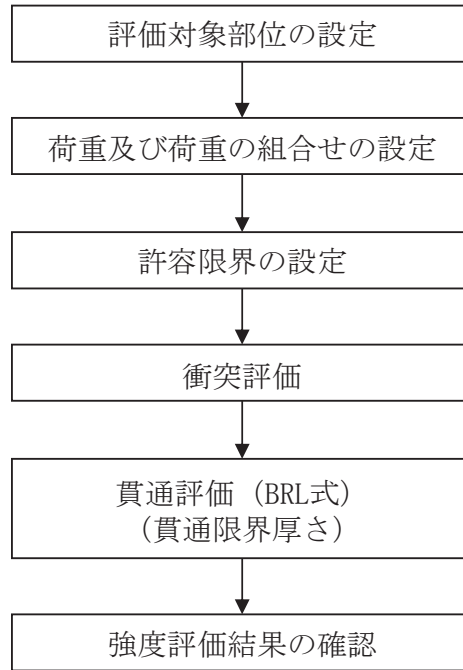 評価対象部位の設定
荷重及び荷重の組合せの設定
許容限界の設定
衝突評価
貫通評価（BRL式）
（貫通限界厚さ）
強度評価結果の確認